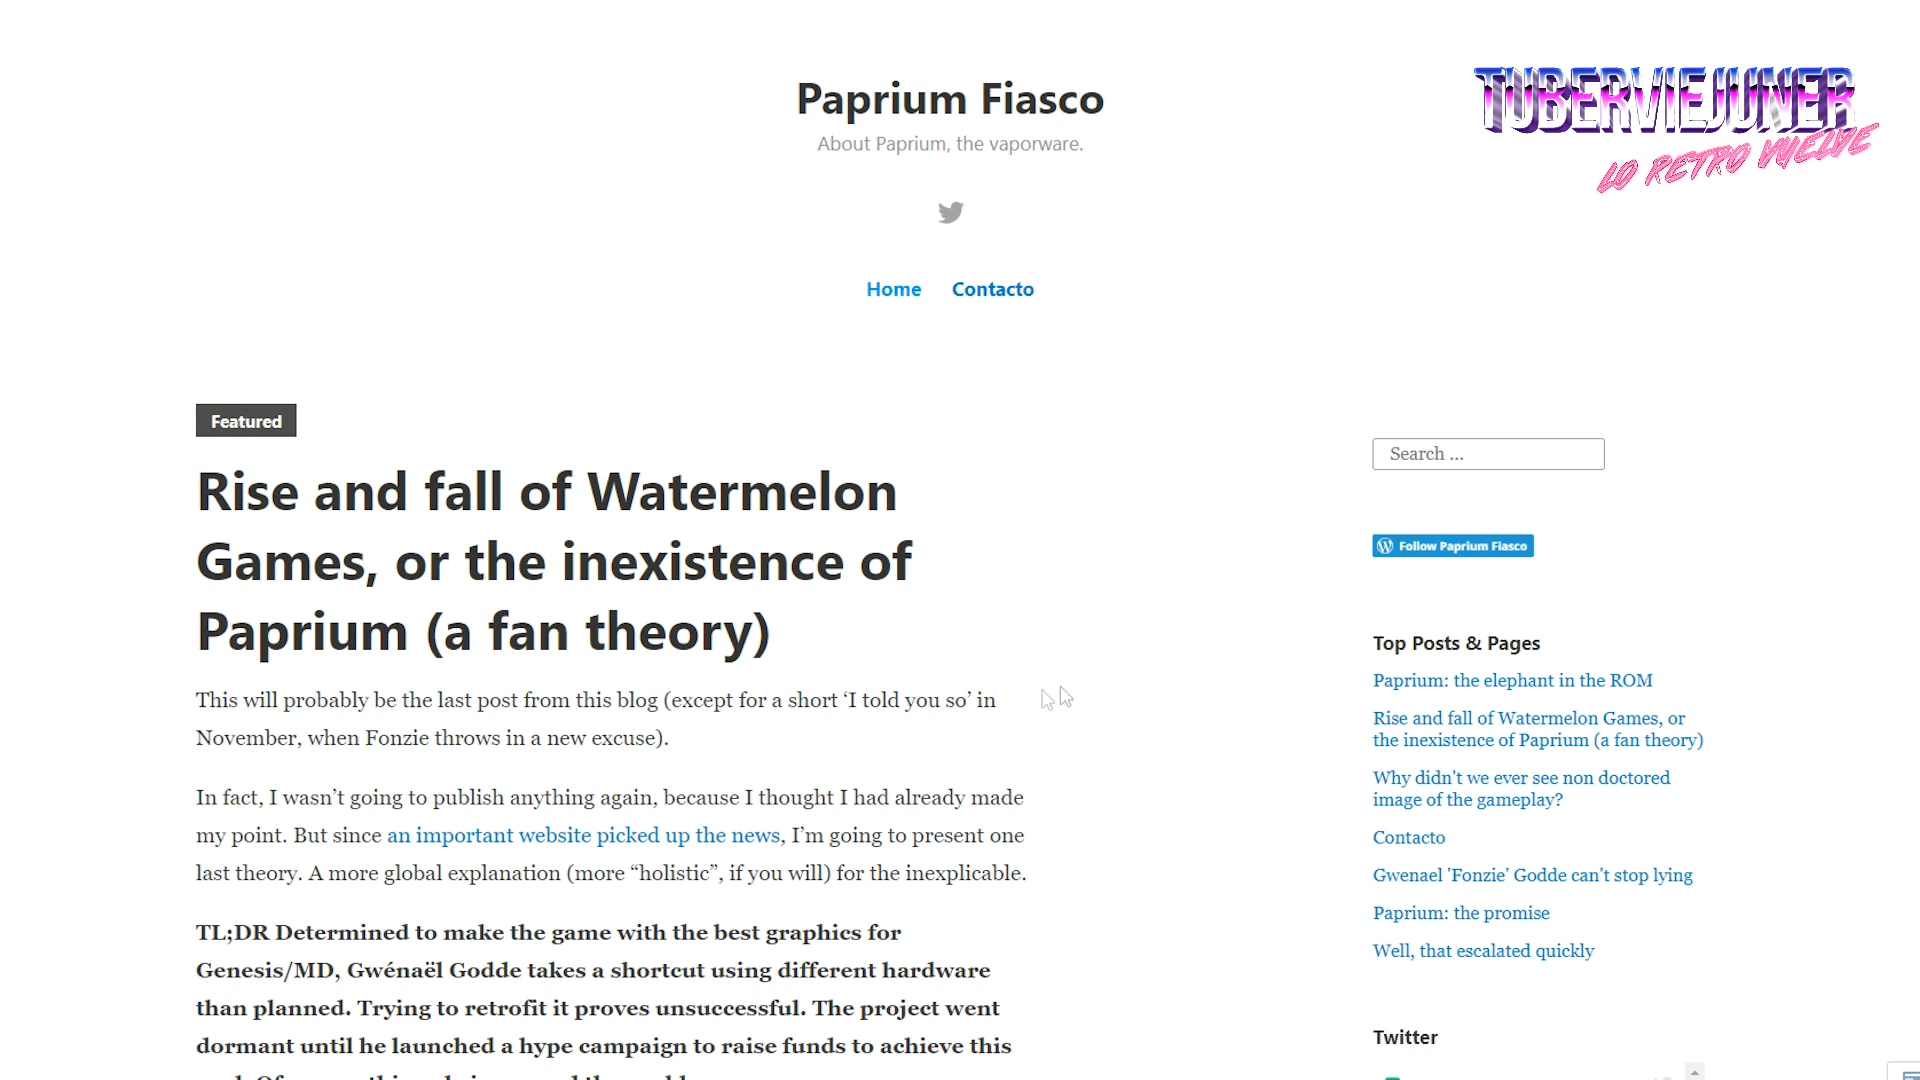 Paprium Fiasco
About Paprium, the vaporware.
TUBERVIEJUNER
LO RETRO VUELVE
Home Contacto
Featured
Rise and fall of Watermelon
Games, or the inexistence of
Paprium (a fan theory)
This will probably be the last post from this blog (except for a short ‘I told you so’ in
November, when Fonzie throws in a new excuse).
In fact, I wasn’t going to publish anything again, because I thought I had already made
my point. But since an important website picked up the news, I’m going to present one
last theory. A more global explanation (more “holistic”, if you will) for the inexplicable.
TL;DR Determined to make the game with the best graphics for
Genesis/MD, Gwénaël Godde takes a shortcut using different hardware
than planned. Trying to retrofit it proves unsuccessful. The project went
dormant until he launched a hype campaign to raise funds to achieve this
Search ...
Follow Paprium Fiasco
Top Posts & Pages
Paprium: the elephant in the ROM
Rise and fall of Watermelon Games, or
the inexistence of Paprium (a fan theory)
Why didn't we ever see non doctored
image of the gameplay?
Contacto
Gwenael 'Fonzie' Godde can't stop lying
Paprium: the promise
Well, that escalated quickly
Twitter